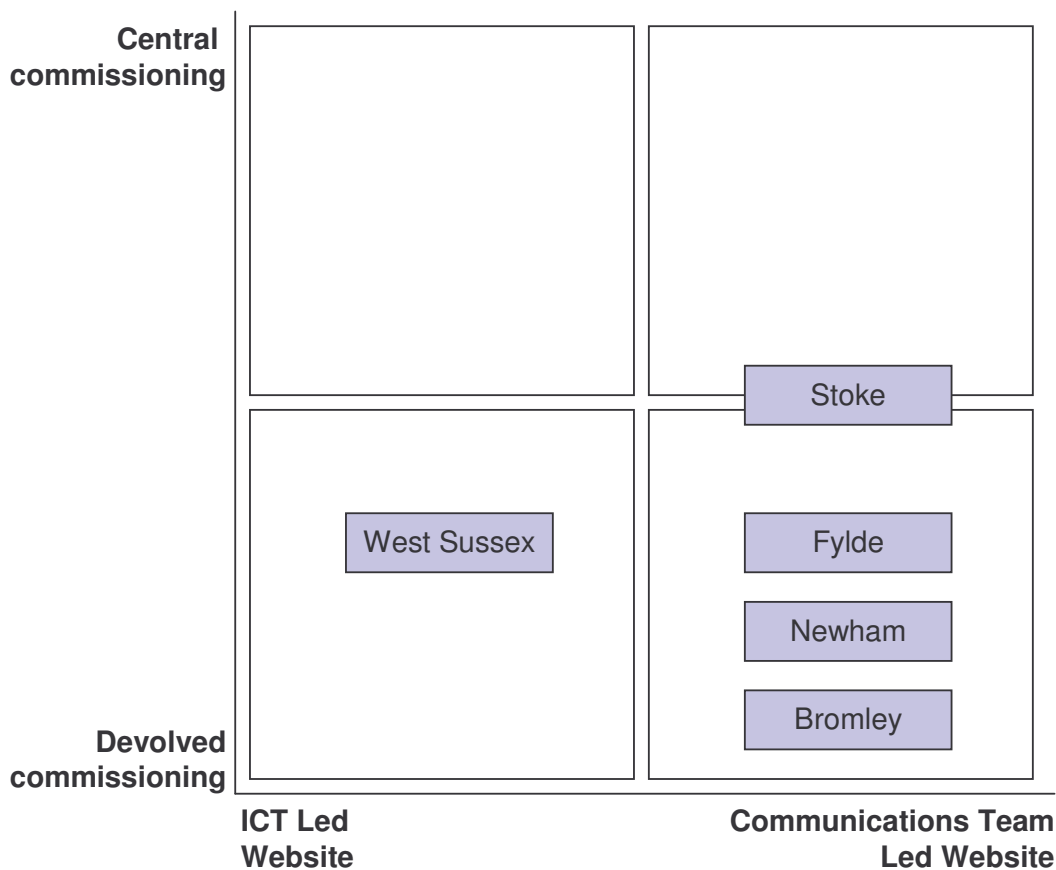 Central
commissioning
Stoke
West Sussex
Fylde
Newham
Bromley
Devolved
commissioning
ICT Led
Website
Communications Team
Led Website